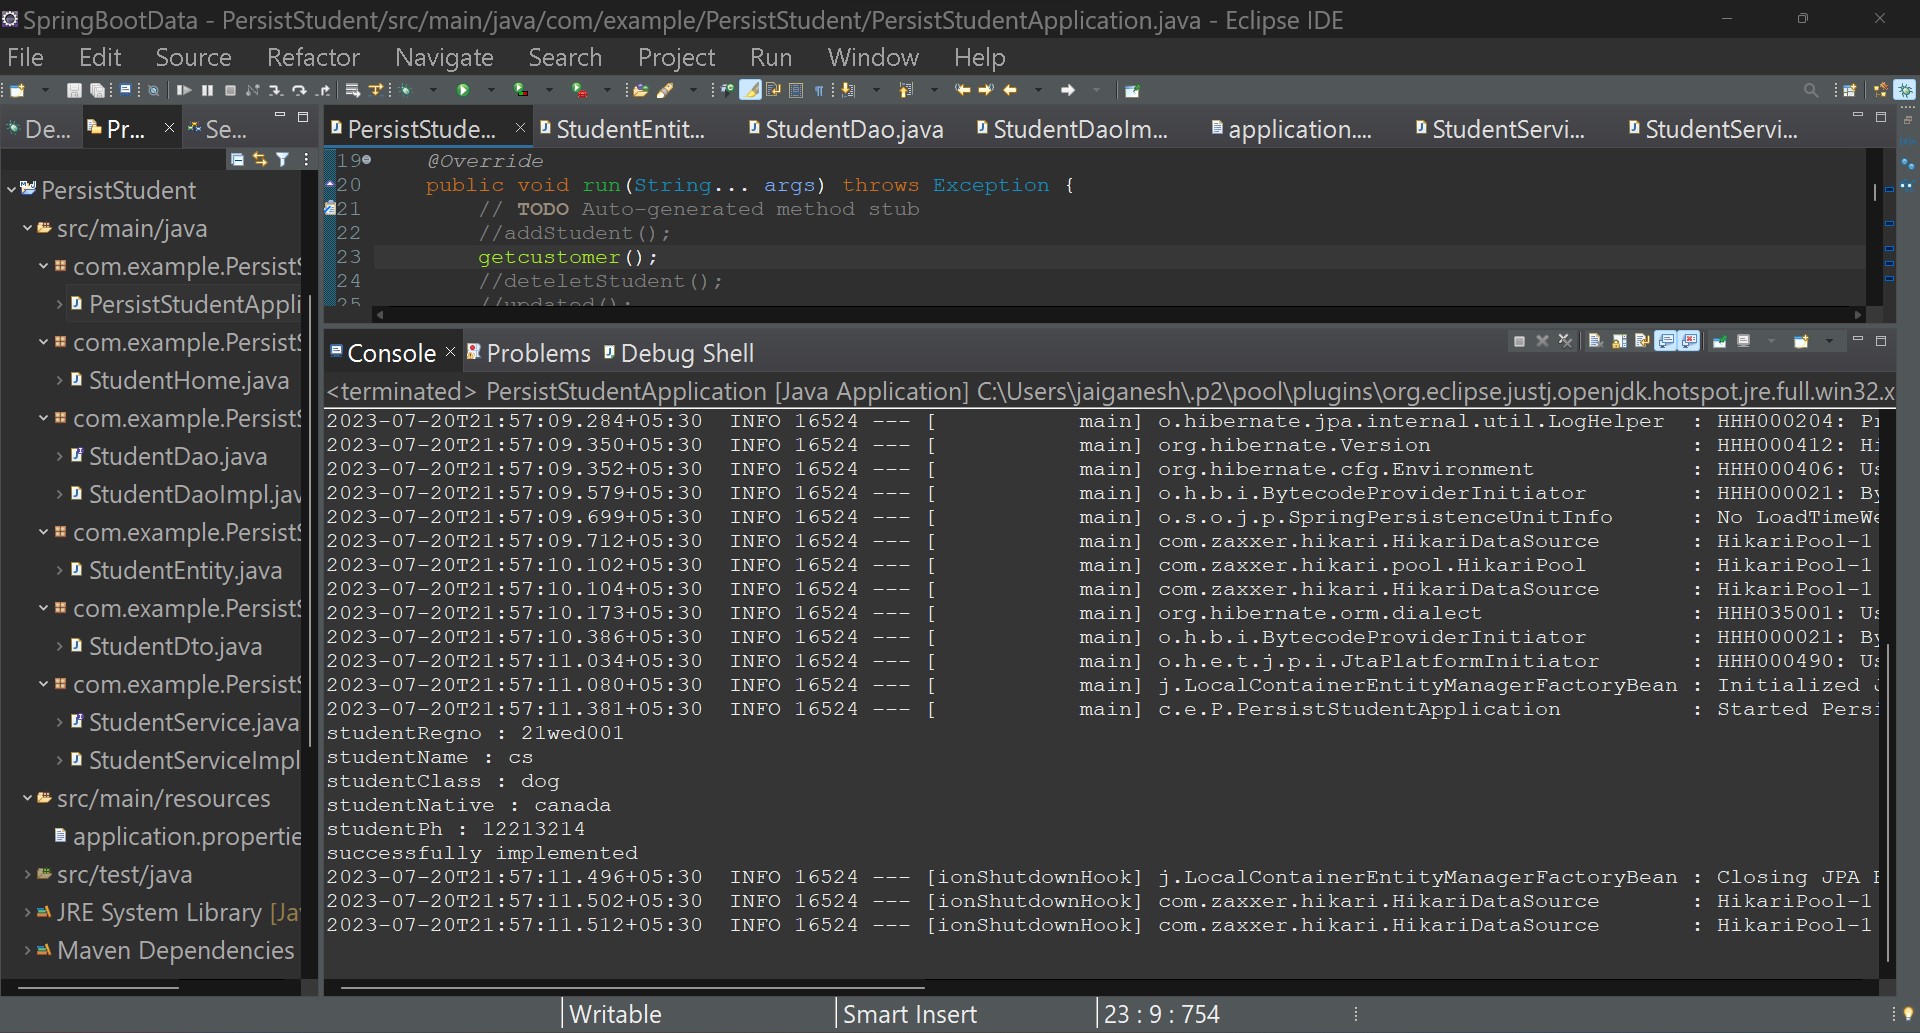 SpringBootData - PersistStudent/src/main/java/com/example/PersistStudent/PersistStudentApplication.java - Eclipse IDE
File Edit Source Refactor Navigate Search Project Run Window Help
De... Pr... Se...
PersistStude... StudentEntit... StudentDao.java StudentDaoIm... application.... StudentServi... StudentServi...
PersistStudent
src/main/java
com.example.Persist
PersistStudentAppli
com.example.Persist
StudentHome.java
com.example.Persist
StudentDao.java
StudentDaoImpl.jav
com.example.Persist
StudentEntity.java
com.example.Persist
StudentDto.java
com.example.Persist
StudentService.java
StudentServiceImpl
src/main/resources
application.propertie
src/test/java
JRE System Library [Ja
Maven Dependencies
19 @Override
20 public void run(String... args) throws Exception {
21 // TODO Auto-generated method stub
22 //addStudent();
23 getcustomer();
24 //deteletStudent();
25 //updated();
Console Problems Debug Shell
<terminated> PersistStudentApplication [Java Application] C:\Users\jaiganesh\.p2\pool\plugins\org.eclipse.justj.openjdk.hotspot.jre.full.win32.x
2023-07-20T21:57:09.284+05:30 INFO 16524 --- [ main] o.hibernate.jpa.internal.util.LogHelper : HHH000204: P
2023-07-20T21:57:09.350+05:30 INFO 16524 --- [ main] org.hibernate.Version : HHH000412: Hi
2023-07-20T21:57:09.352+05:30 INFO 16524 --- [ main] org.hibernate.cfg.Environment : HHH000406: Us
2023-07-20T21:57:09.579+05:30 INFO 16524 --- [ main] o.h.b.i.BytecodeProviderInitiator : HHH000021: By
2023-07-20T21:57:09.699+05:30 INFO 16524 --- [ main] o.s.o.j.p.SpringPersistenceUnitInfo : No LoadTimeWe
2023-07-20T21:57:09.712+05:30 INFO 16524 --- [ main] com.zaxxer.hikari.HikariDataSource : HikariPool-1
2023-07-20T21:57:10.102+05:30 INFO 16524 --- [ main] com.zaxxer.hikari.pool.HikariPool : HikariPool-1
2023-07-20T21:57:10.104+05:30 INFO 16524 --- [ main] com.zaxxer.hikari.HikariDataSource : HikariPool-1
2023-07-20T21:57:10.173+05:30 INFO 16524 --- [ main] org.hibernate.orm.dialect : HHH035001: Us
2023-07-20T21:57:10.386+05:30 INFO 16524 --- [ main] o.h.b.i.BytecodeProviderInitiator : HHH000021: By
2023-07-20T21:57:11.034+05:30 INFO 16524 --- [ main] o.h.e.t.j.p.i.JtaPlatformInitiator : HHH000490: Us
2023-07-20T21:57:11.080+05:30 INFO 16524 --- [ main] j.LocalContainerEntityManagerFactoryBean : Initialized
2023-07-20T21:57:11.381+05:30 INFO 16524 --- [ main] c.e.P.PersistStudentApplication : Started Persi
studentRegno : 21wed001
studentName : cs
studentClass : dog
studentNative : canada
studentPh : 12213214
successfully implemented
2023-07-20T21:57:11.496+05:30 INFO 16524 --- [ionShutdownHook] j.LocalContainerEntityManagerFactoryBean : Closing JPA
2023-07-20T21:57:11.502+05:30 INFO 16524 --- [ionShutdownHook] com.zaxxer.hikari.HikariDataSource : HikariPool-1
2023-07-20T21:57:11.512+05:30 INFO 16524 --- [ionShutdownHook] com.zaxxer.hikari.HikariDataSource : HikariPool-1
Writable Smart Insert 23 : 9 : 754